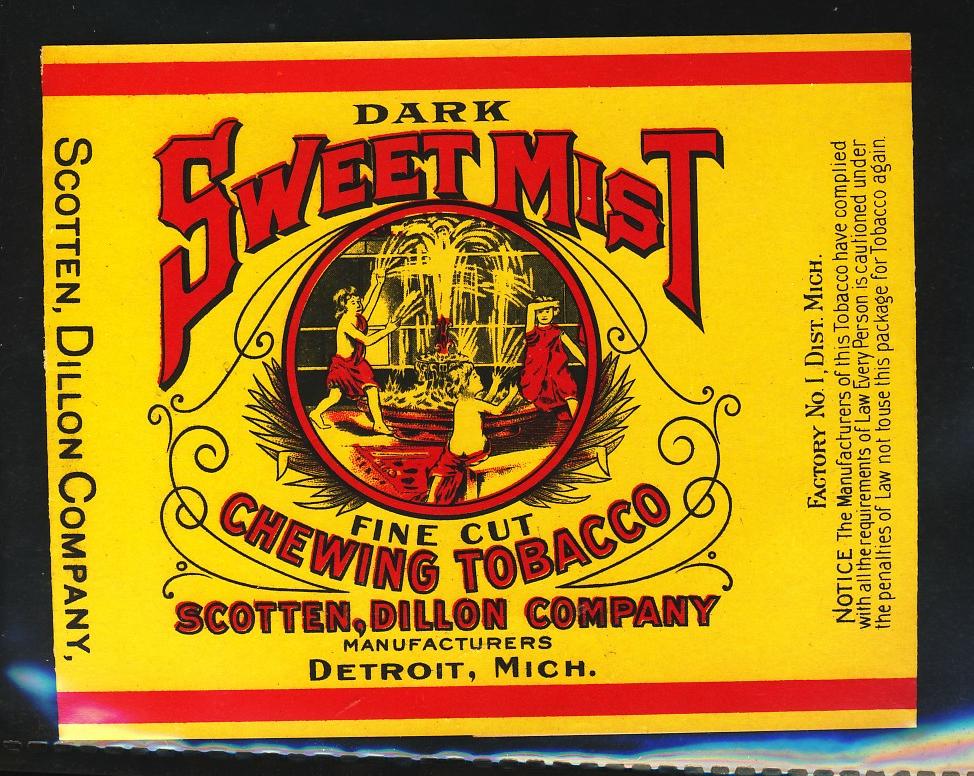 DARK
SWEET MIST
FINE CUT
CHEWING TOBACCO
SCOTTEN, DILLON COMPANY
MANUFACTURERS
DETROIT, MICH.
SCOTTEN, DILLON COMPANY,
FACTORY No. 1, DIST. MICH.
NOTICE The Manufacturers of this Tobacco have complied
with all the requirements of Law Every Person is cautioned under
the penalties of Law not to use this package for Tobacco again.